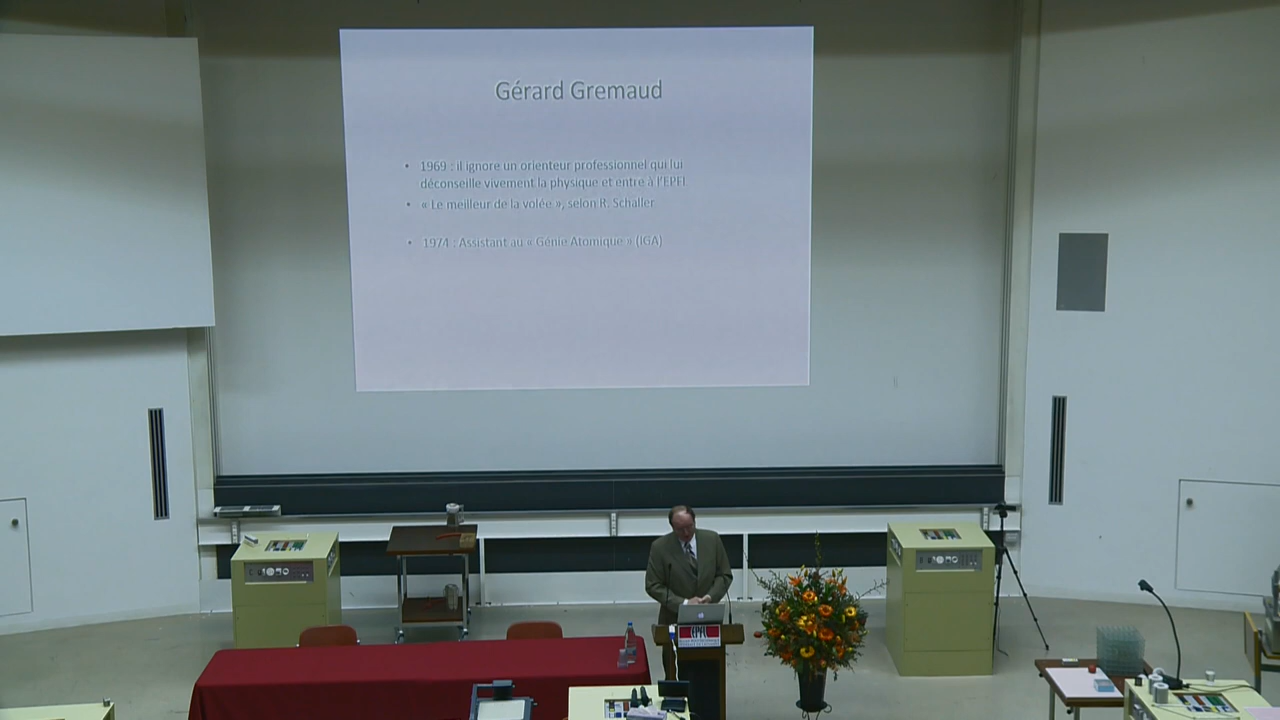 Gérard Gremaud
• 1969 : il ignore un orienteur professionnel qui lui
déconseille vivement la physique et entre à l'EPFL
• « Le meilleur de la volée », selon R. Schaller
• 1974 : Assistant au « Génie Atomique » (IGA)
EPFL